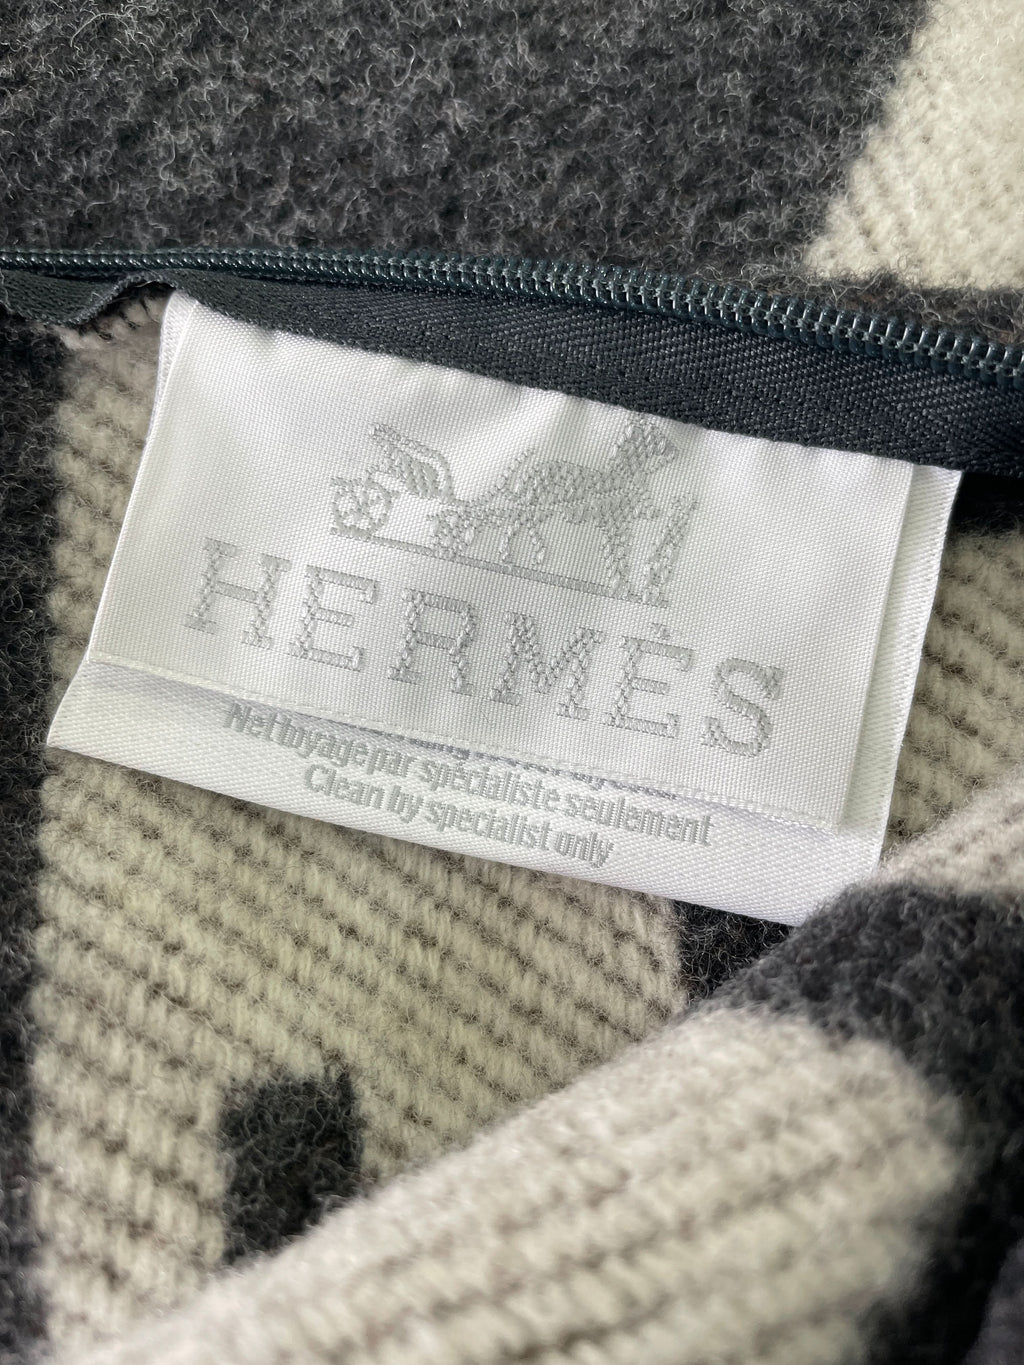 HERMÈS
Nettoyage par spécialiste seulement
Clean by specialist only